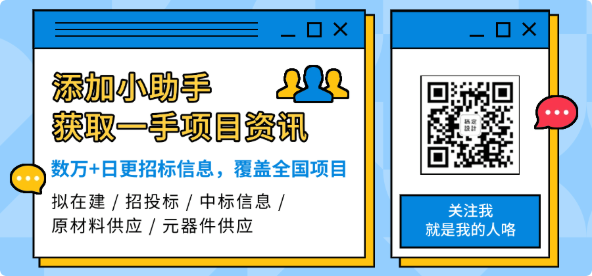 添加小助手
获取一手项目资讯
数万+日更招标信息，覆盖全国项目
拟在建 / 招投标 / 中标信息 /
原材料供应 / 元器件供应
关注我
就是我的人咯